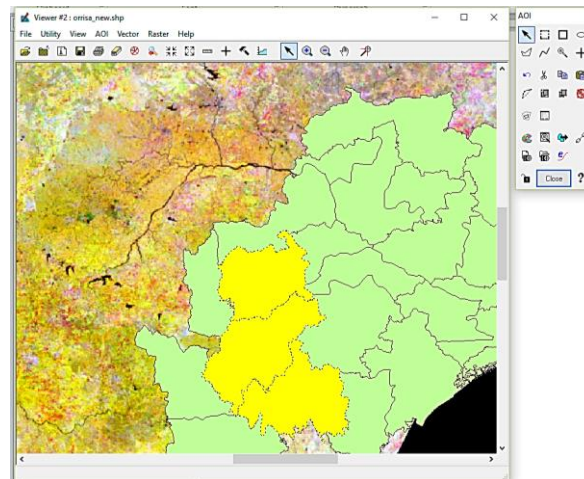 Viewer #2 : orrisa_new.shp
File Utility View AOI Vector Raster Help
AOI
Close ?